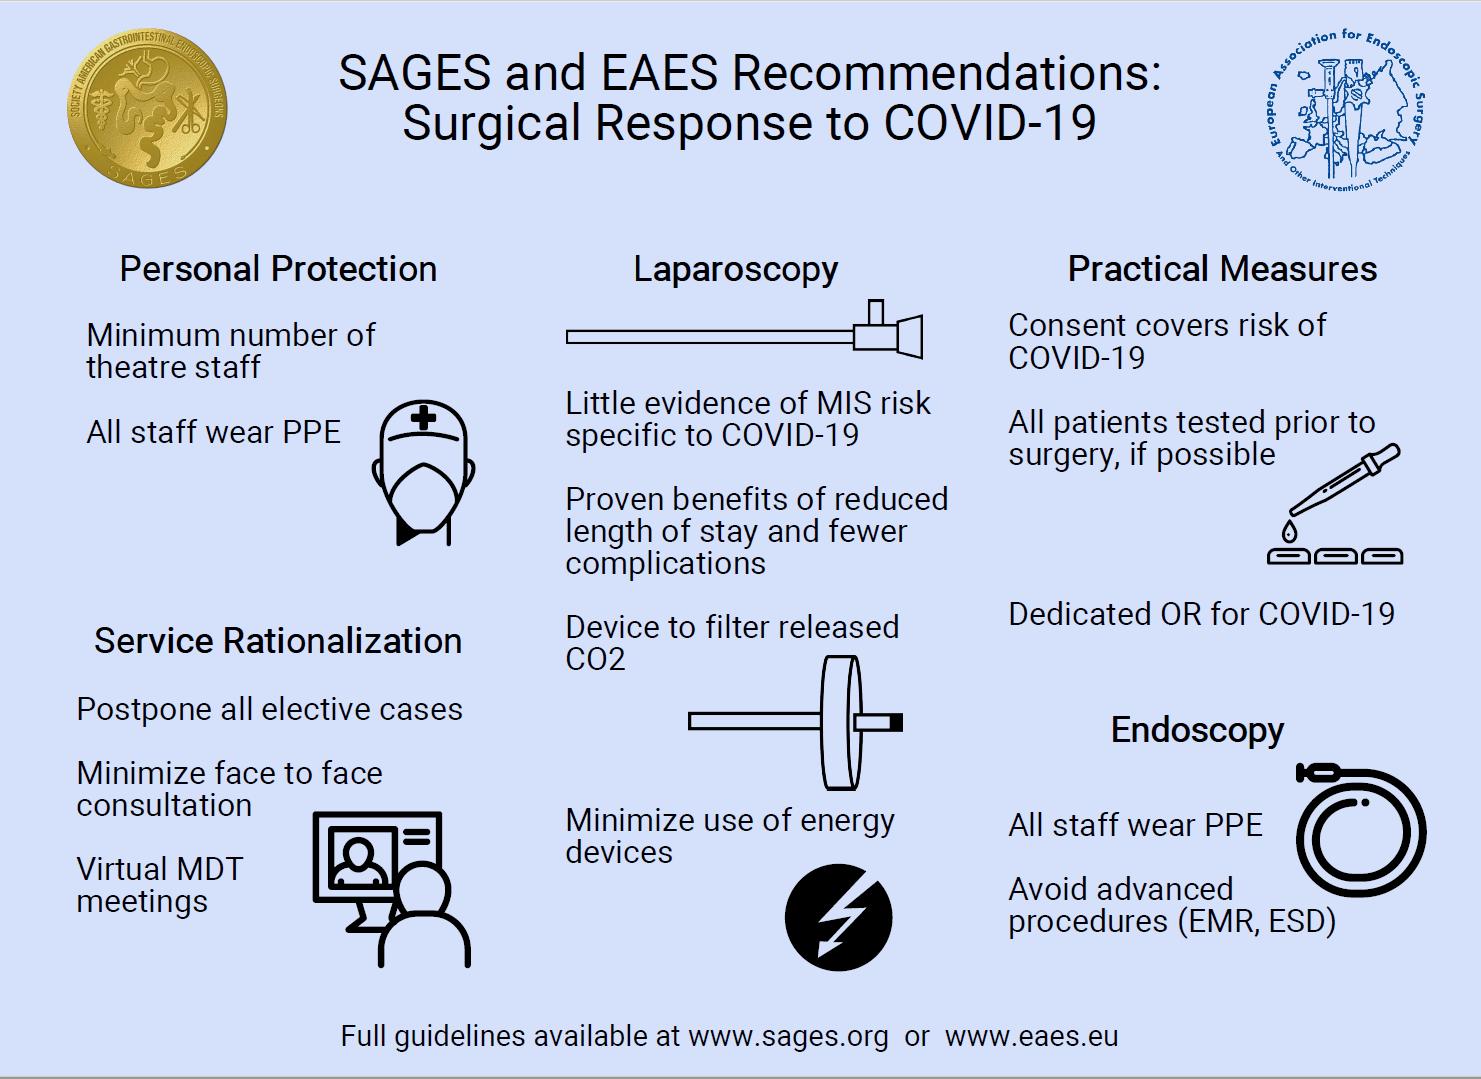 SOCIETY AMERICAN GASTROINTESTINAL ENDOSCOPIC SURGEONS
SAGES
SAGES and EAES Recommendations:
Surgical Response to COVID-19
European Association for Endoscopic Surgery
And Other Interventional Techniques
Personal Protection
Minimum number of
theatre staff
All staff wear PPE
Service Rationalization
Postpone all elective cases
Minimize face to face
consultation
Virtual MDT
meetings
Laparoscopy
Little evidence of MIS risk
specific to COVID-19
Proven benefits of reduced
length of stay and fewer
complications
Device to filter released
CO2
Minimize use of energy
devices
Practical Measures
Consent covers risk of
COVID-19
All patients tested prior to
surgery, if possible
Dedicated OR for COVID-19
Endoscopy
All staff wear PPE
Avoid advanced
procedures (EMR, ESD)
Full guidelines available at www.sages.org or www.eaes.eu